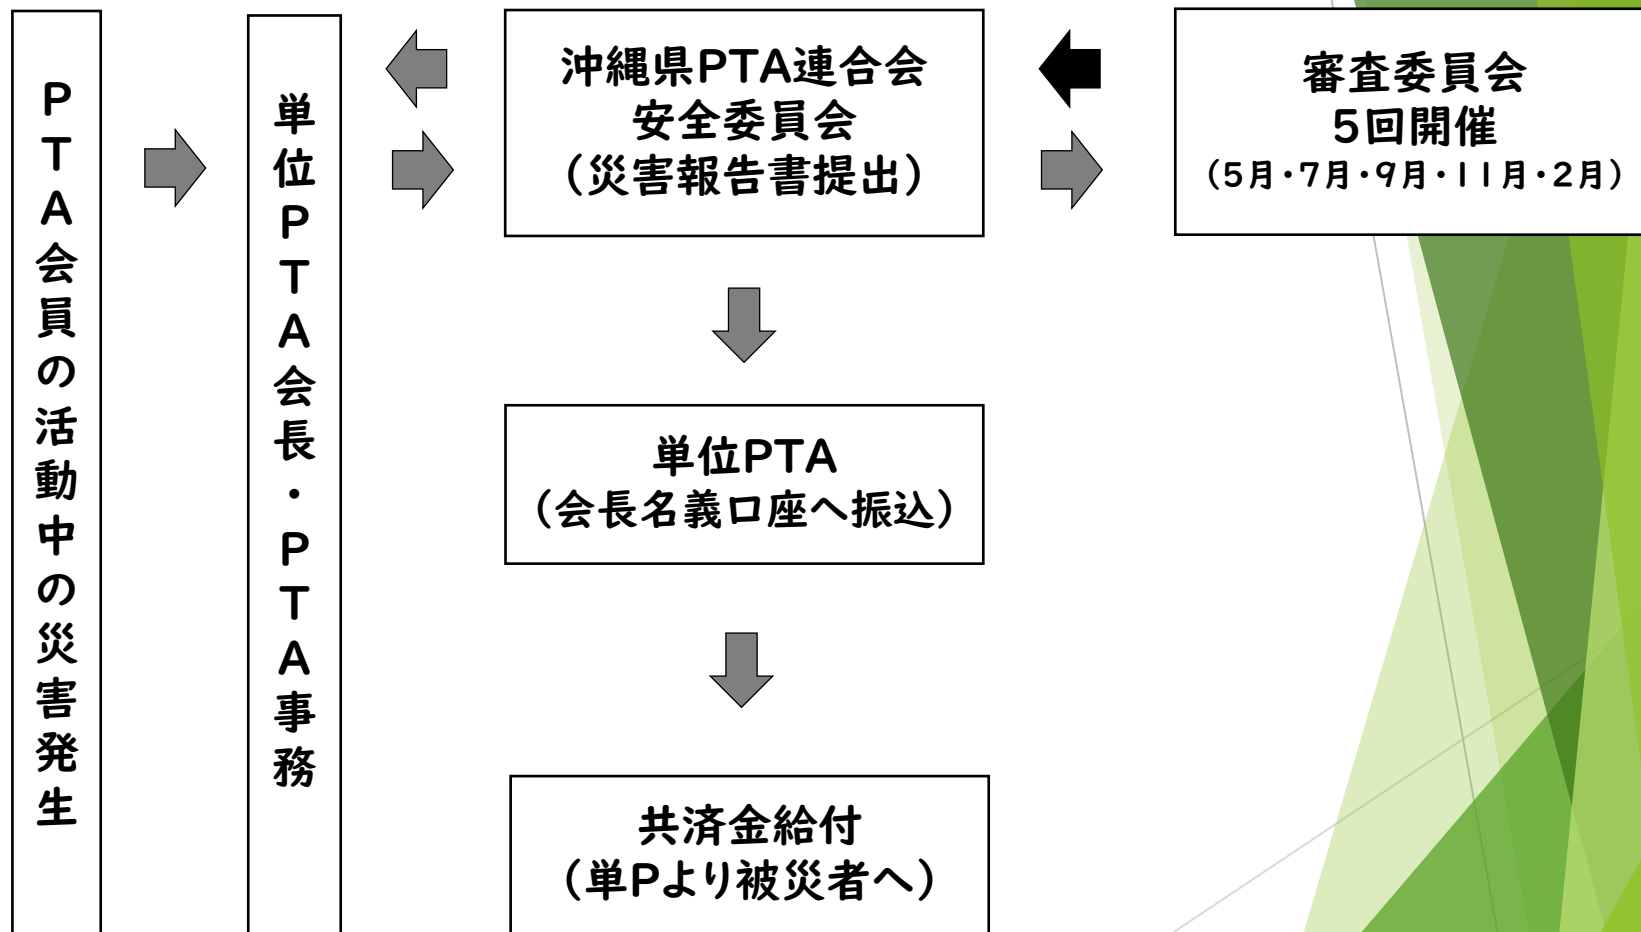 PTA会員の活動中の災害発生
単位PTA会長・PTA事務
沖縄県PTA連合会
安全委員会
(災害報告書提出)
審査委員会
5回開催
(5月・7月・9月・11月・2月)
単位PTA
(会長名義口座へ振込)
共済金給付
(単Pより被災者へ)